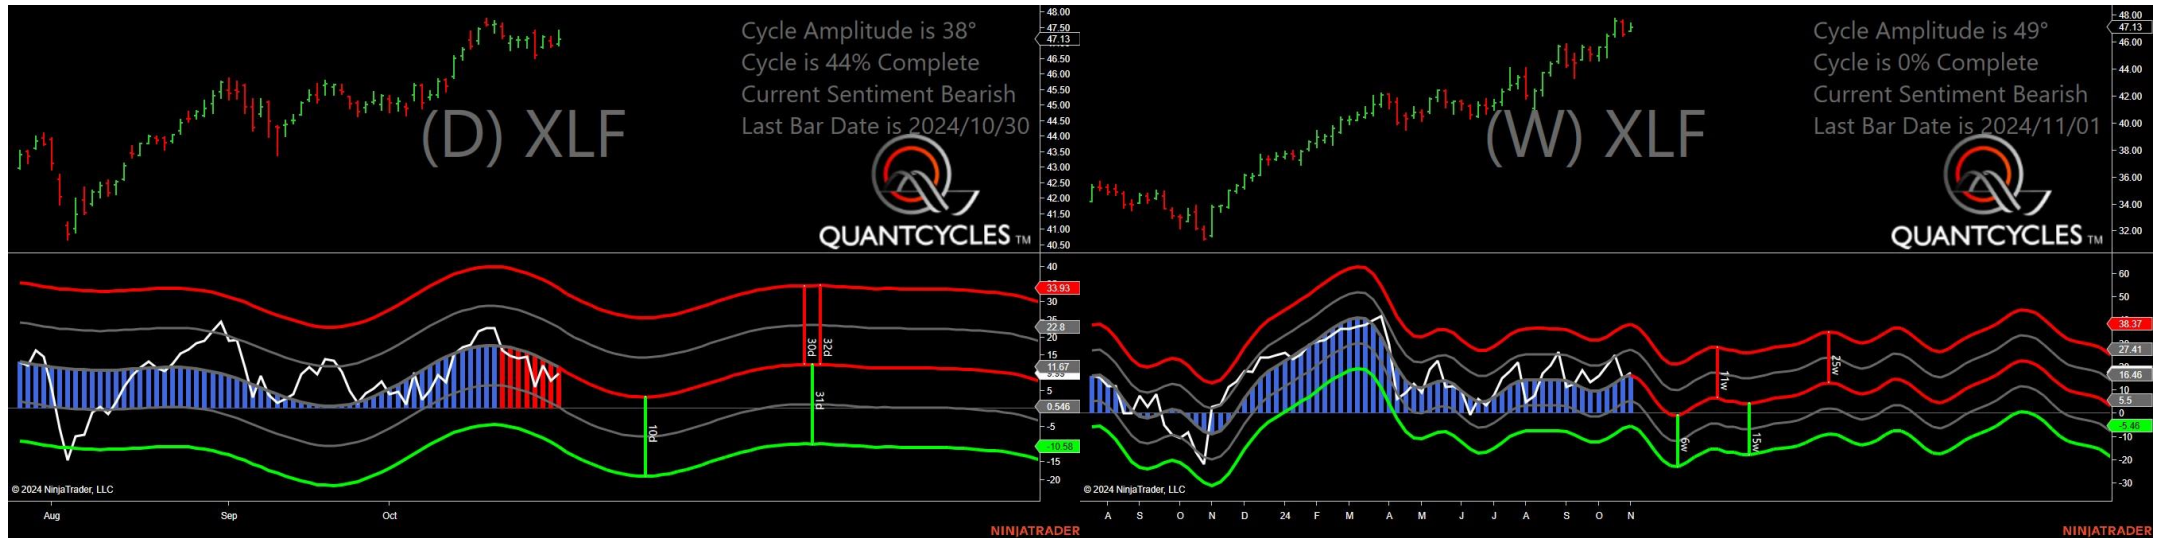 Cycle Amplitude is 38°
Cycle is 44% Complete
Current Sentiment Bearish
Last Bar Date is 2024/10/30
(D) XLF
QUANTCYCLES TM
48.00
47.50
47.13
46.50
46.00
45.50
45.00
44.50
44.00
43.50
43.00
42.50
42.00
41.50
41.00
40.50
40
33.93
30
25
22.8
20
15
11.67
5
0.546
-5
-10.58
-15
-20
30d
32d
31d
10d
© 2024 NinjaTrader, LLC
Aug
Sep
Oct
NINJATRADER
Cycle Amplitude is 49°
Cycle is 0% Complete
Current Sentiment Bearish
Last Bar Date is 2024/11/01
(W) XLF
QUANTCYCLES TM
48.00
47.13
46.00
44.00
42.00
40.00
38.00
36.00
34.00
32.00
60
50
38.37
27.41
16.46
10
5.5
0
-5.46
-10
-20
-30
11w
25w
6w
15w
© 2024 NinjaTrader, LLC
A S O N D 24 F M A M J J A S O N
NINJATRADER